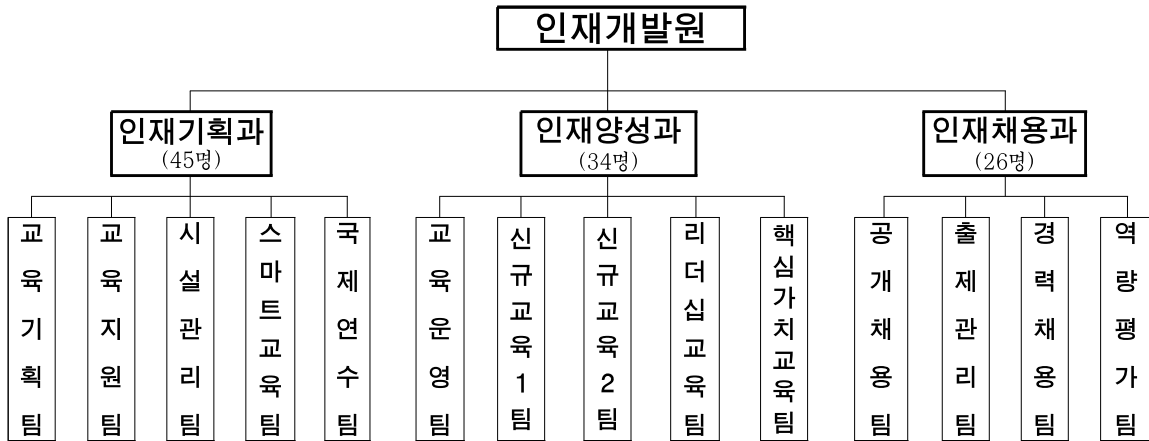 인재개발원
인재기획과
(45명)
인재양성과
(34명)
인재채용과
(26명)
교육기획팀
교육지원팀
시설관리팀
스마트교육팀
국제연수팀
교육운영팀
신규교육1팀
신규교육2팀
리더십교육팀
핵심가치교육팀
공개채용팀
출제관리팀
경력채용팀
역량평가팀